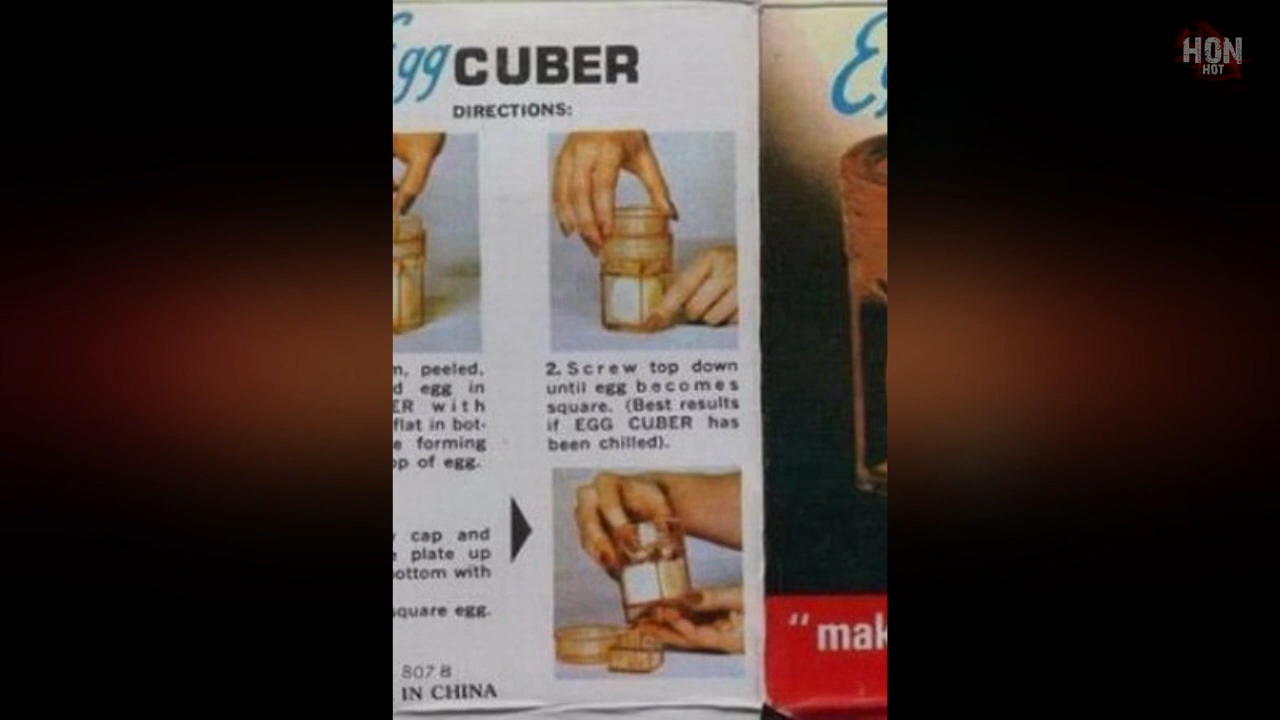 Egg CUBER
DIRECTIONS:
2. Screw top down
until egg becomes
square. (Best results
if EGG CUBER has
been chilled).
m, peeled,
d egg in
ER with
flat in bot-
e forming
op of egg.
cap and
plate up
ottom with
square egg.
807 B
IN CHINA
"mak
HON
HOT